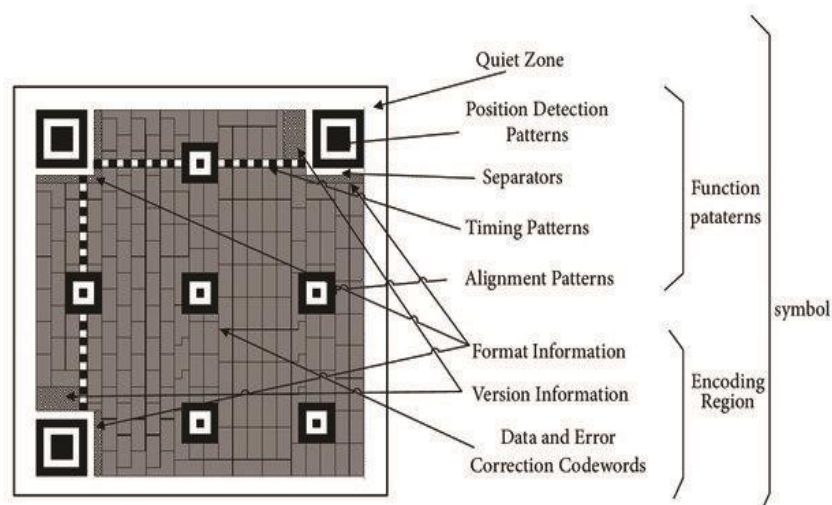 Quiet Zone
Position Detection
Patterns
Separators
Timing Patterns
Alignment Patterns
Function
pataterns
Format Information
Version Information
Data and Error
Correction Codewords
Encoding
Region
symbol